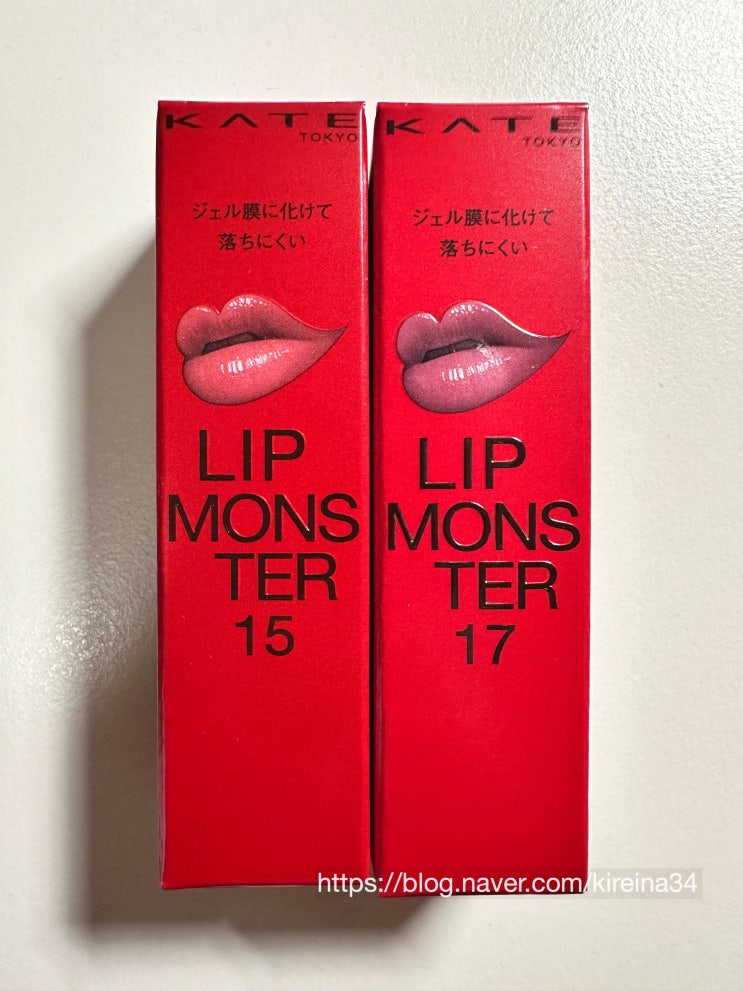 KATE
TOKYO
ジェル膜に化けて
落ちにくい
LIP
MONS
TER
15
KATE
TOKYO
ジェル膜に化けて
落ちにくい
LIP
MONS
TER
17
https://blog.naver.com/kireina34